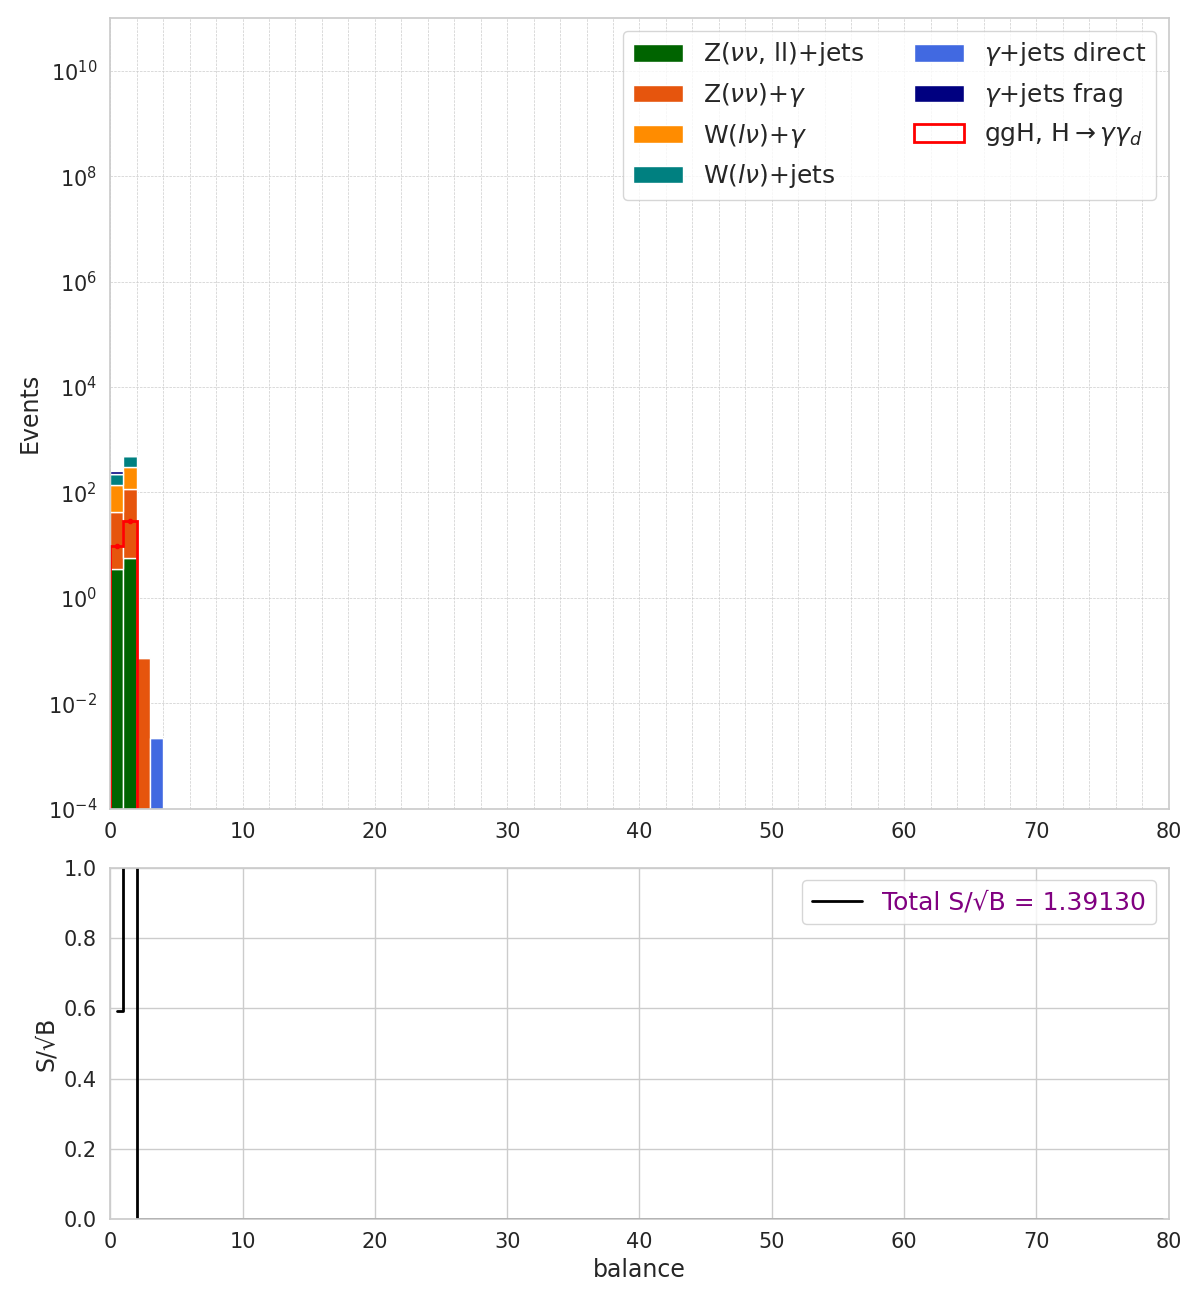 Z(νν, ll)+jets
Z(νν)+γ
W(lν)+γ
W(lν)+jets
γ+jets direct
γ+jets frag
ggH, H→γγ_d
Events
10^10
10^8
10^6
10^4
10^2
10^0
10^−2
10^−4
0 10 20 30 40 50 60 70 80
Total S/√B = 1.39130
S/√B
1.0
0.8
0.6
0.4
0.2
0.0
0 10 20 30 40 50 60 70 80
balance